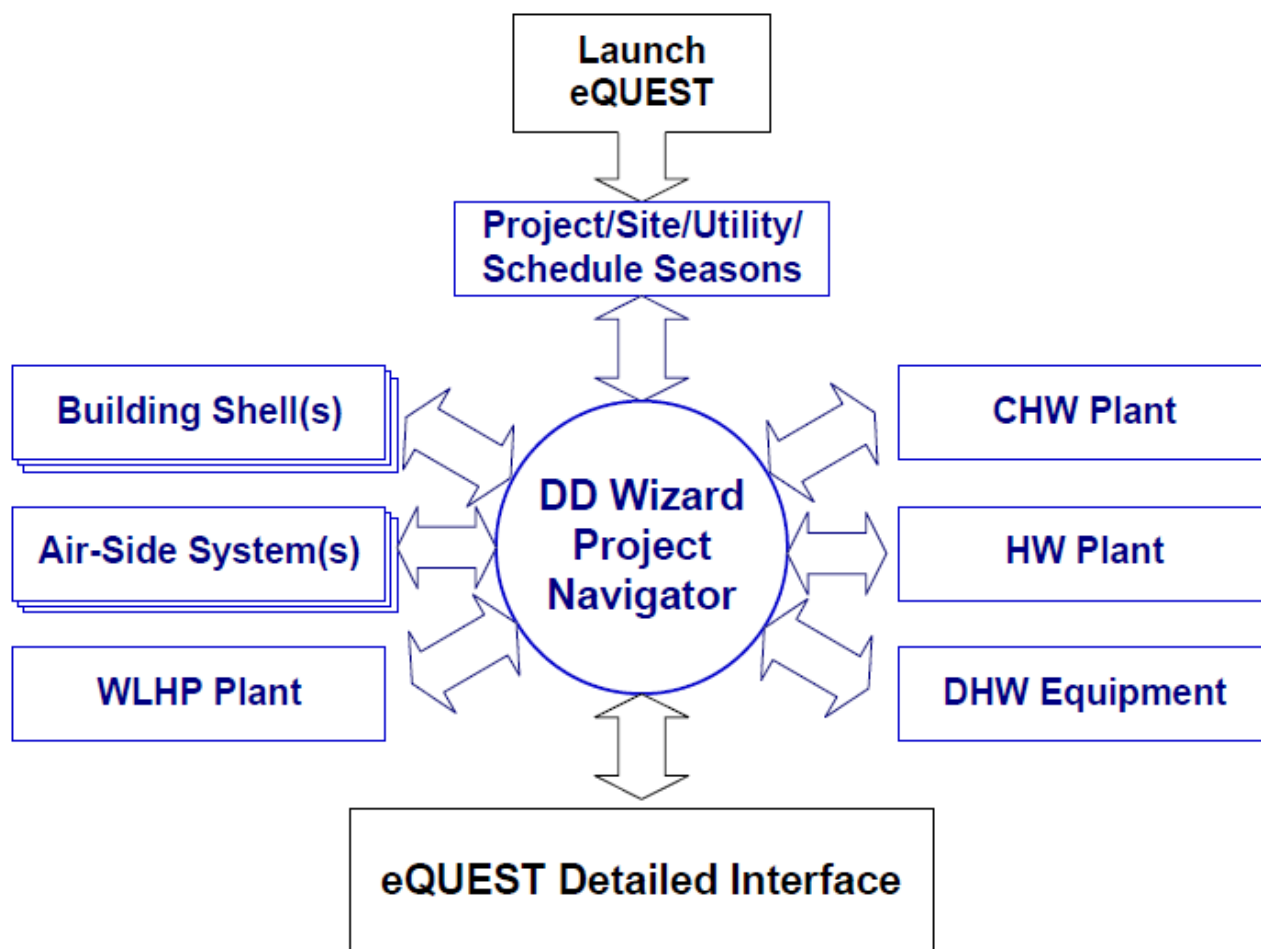 Launch
eQUEST
Project/Site/Utility/
Schedule Seasons
Building Shell(s)
CHW Plant
DD Wizard
Project
Navigator
Air-Side System(s)
HW Plant
WLHP Plant
DHW Equipment
eQUEST Detailed Interface